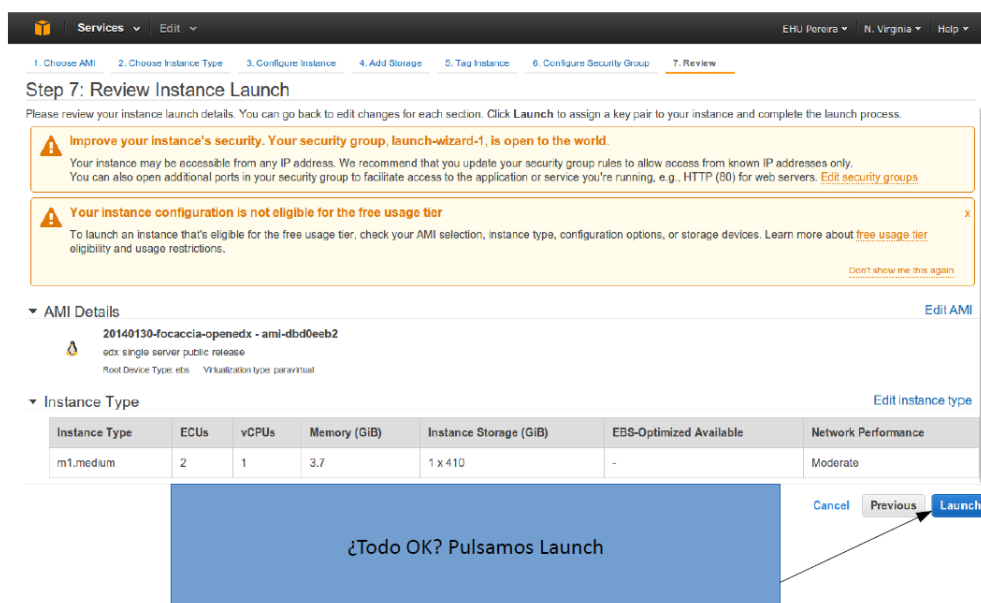 Services Edit EHU Pereira N. Virginia Help
1. Choose AMI 2. Choose Instance Type 3. Configure Instance 4. Add Storage 5. Tag Instance 6. Configure Security Group 7. Review
Step 7: Review Instance Launch
Please review your instance launch details. You can go back to edit changes for each section. Click Launch to assign a key pair to your instance and complete the launch process.
Improve your instance's security. Your security group, launch-wizard-1, is open to the world.
Your instance may be accessible from any IP address. We recommend that you update your security group rules to allow access from known IP addresses only.
You can also open additional ports in your security group to facilitate access to the application or service you're running, e.g., HTTP (80) for web servers. Edit security groups
Your instance configuration is not eligible for the free usage tier X
To launch an instance that's eligible for the free usage tier, check your AMI selection, instance type, configuration options, or storage devices. Learn more about free usage tier
eligibility and usage restrictions.
Don't show me this again
AMI Details Edit AMI
20140130-focaccia-openedx - ami-dbd0eeb2
edx single server public release
Root Device Type: ebs Virtualization type: paravirtual
Instance Type Edit instance type
Instance Type ECUs vCPUs Memory (GiB) Instance Storage (GiB) EBS-Optimized Available Network Performance
m1.medium 2 1 3.7 1 x 410 - Moderate
Cancel Previous Launch
¿Todo OK? Pulsamos Launch